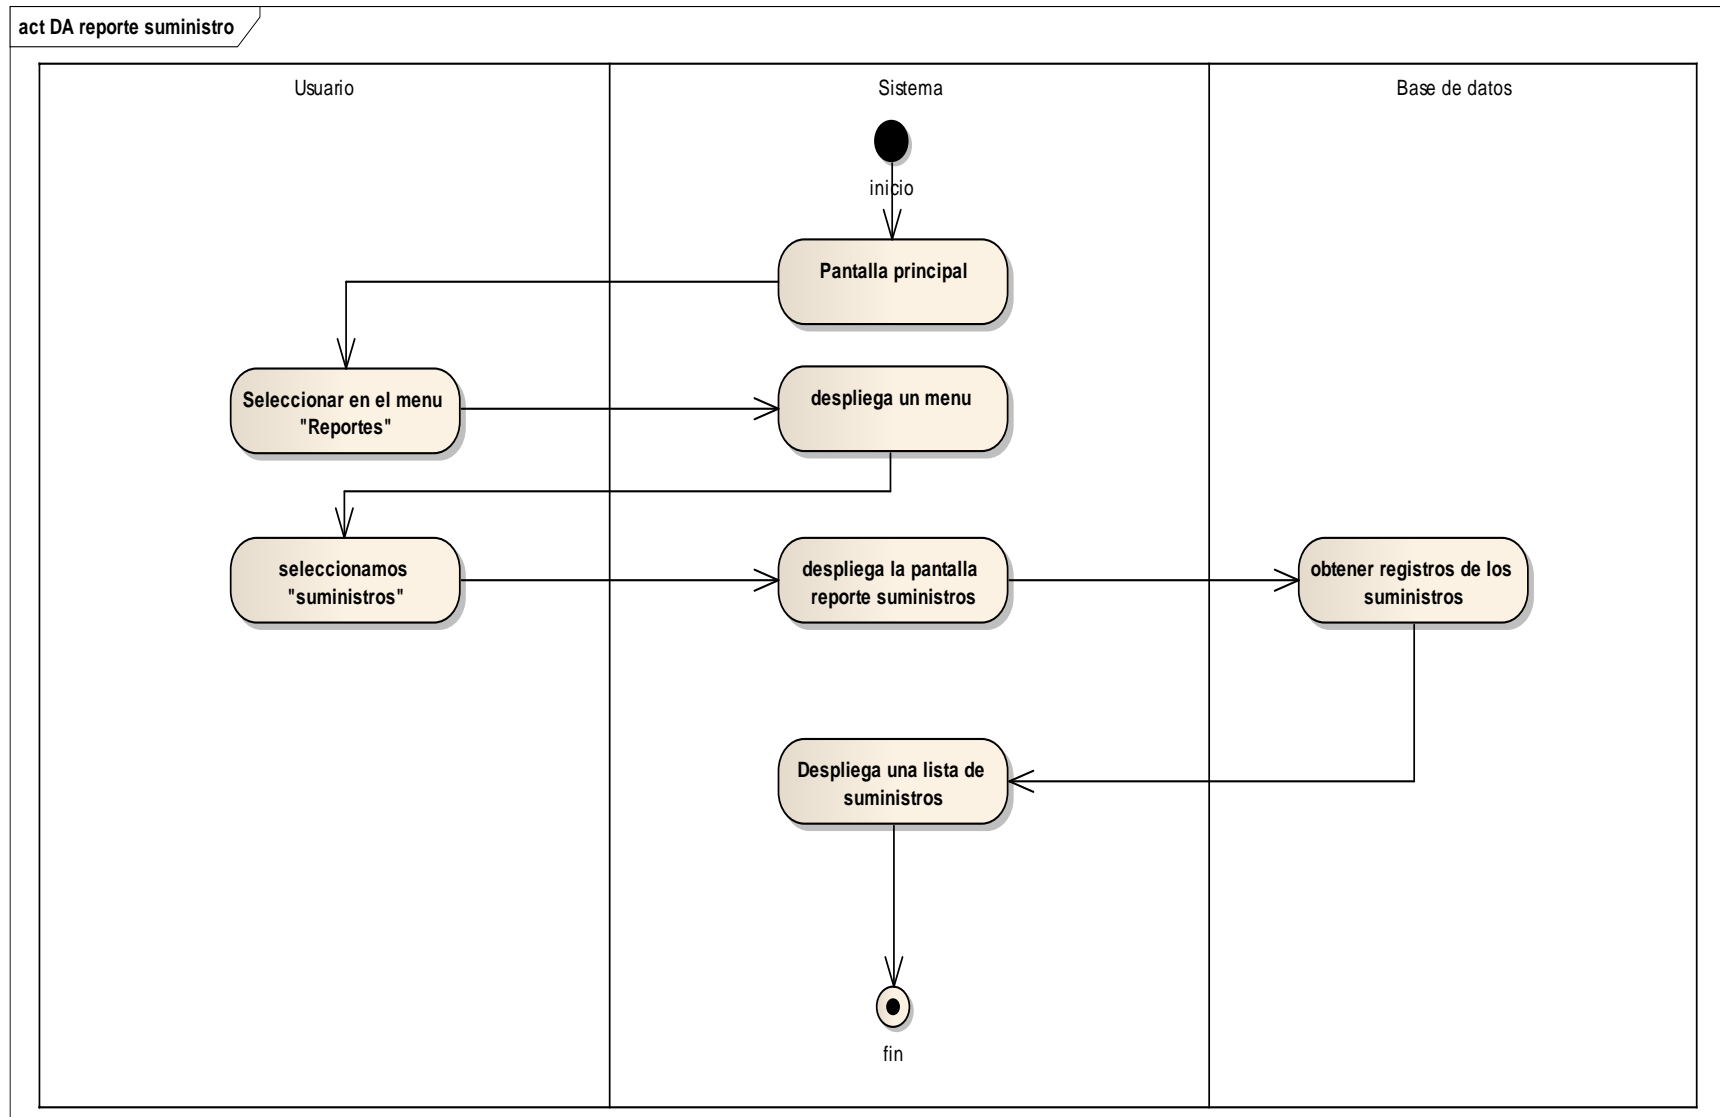 act DA reporte suministro
Usuario
Sistema
Base de datos
inicio
Pantalla principal
Seleccionar en el menu
"Reportes"
despliega un menu
seleccionamos
"suministros"
despliega la pantalla
reporte suministros
obtener registros de los
suministros
Despliega una lista de
suministros
fin